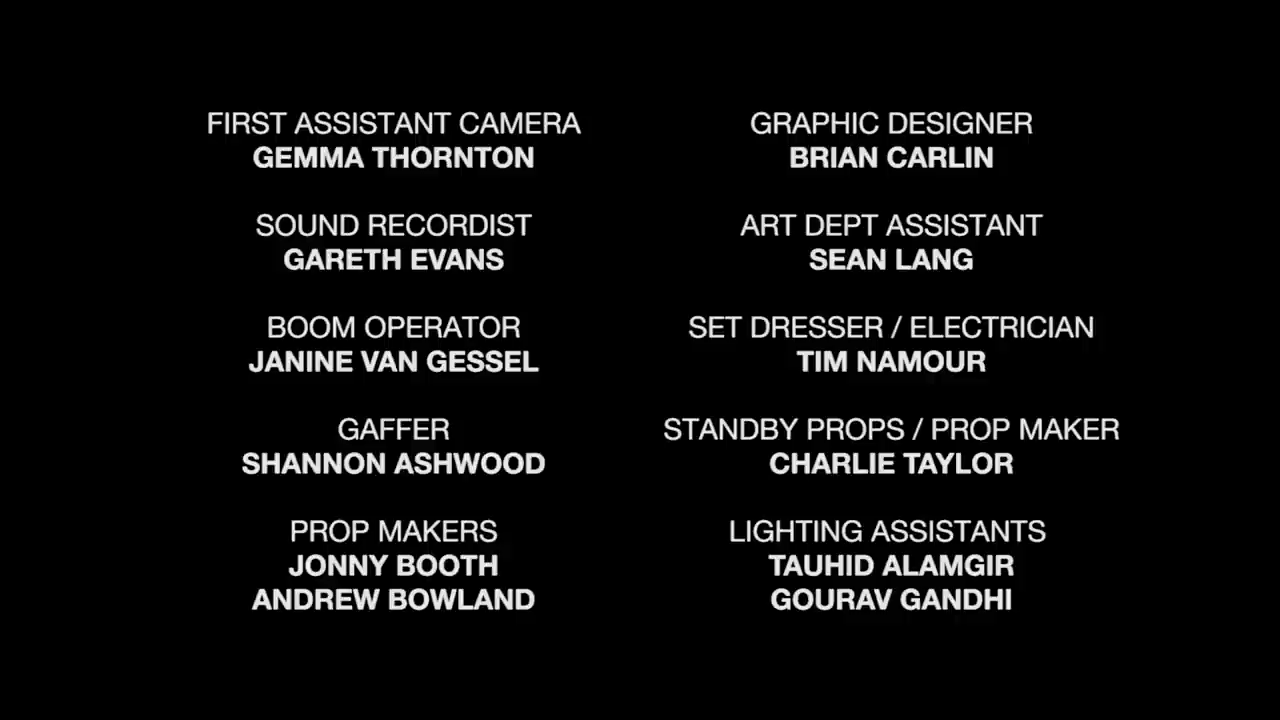 FIRST ASSISTANT CAMERA
GEMMA THORNTON
SOUND RECORDIST
GARETH EVANS
BOOM OPERATOR
JANINE VAN GESSEL
GAFFER
SHANNON ASHWOOD
PROP MAKERS
JONNY BOOTH
ANDREW BOWLAND
GRAPHIC DESIGNER
BRIAN CARLIN
ART DEPT ASSISTANT
SEAN LANG
SET DRESSER / ELECTRICIAN
TIM NAMOUR
STANDBY PROPS / PROP MAKER
CHARLIE TAYLOR
LIGHTING ASSISTANTS
TAUHID ALAMGIR
GOURAV GANDHI